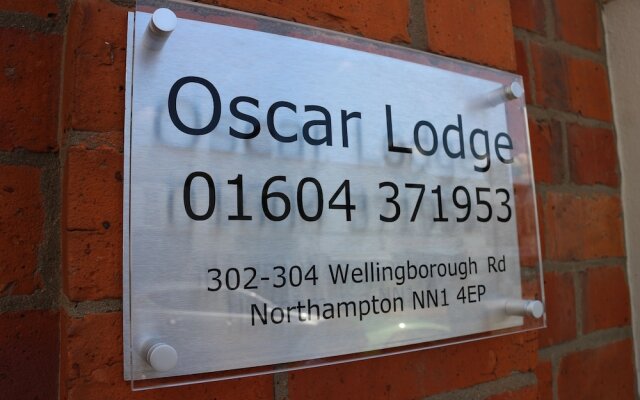 Oscar Lodge
01604 371953
302-304 Wellingborough Rd
Northampton NN1 4EP